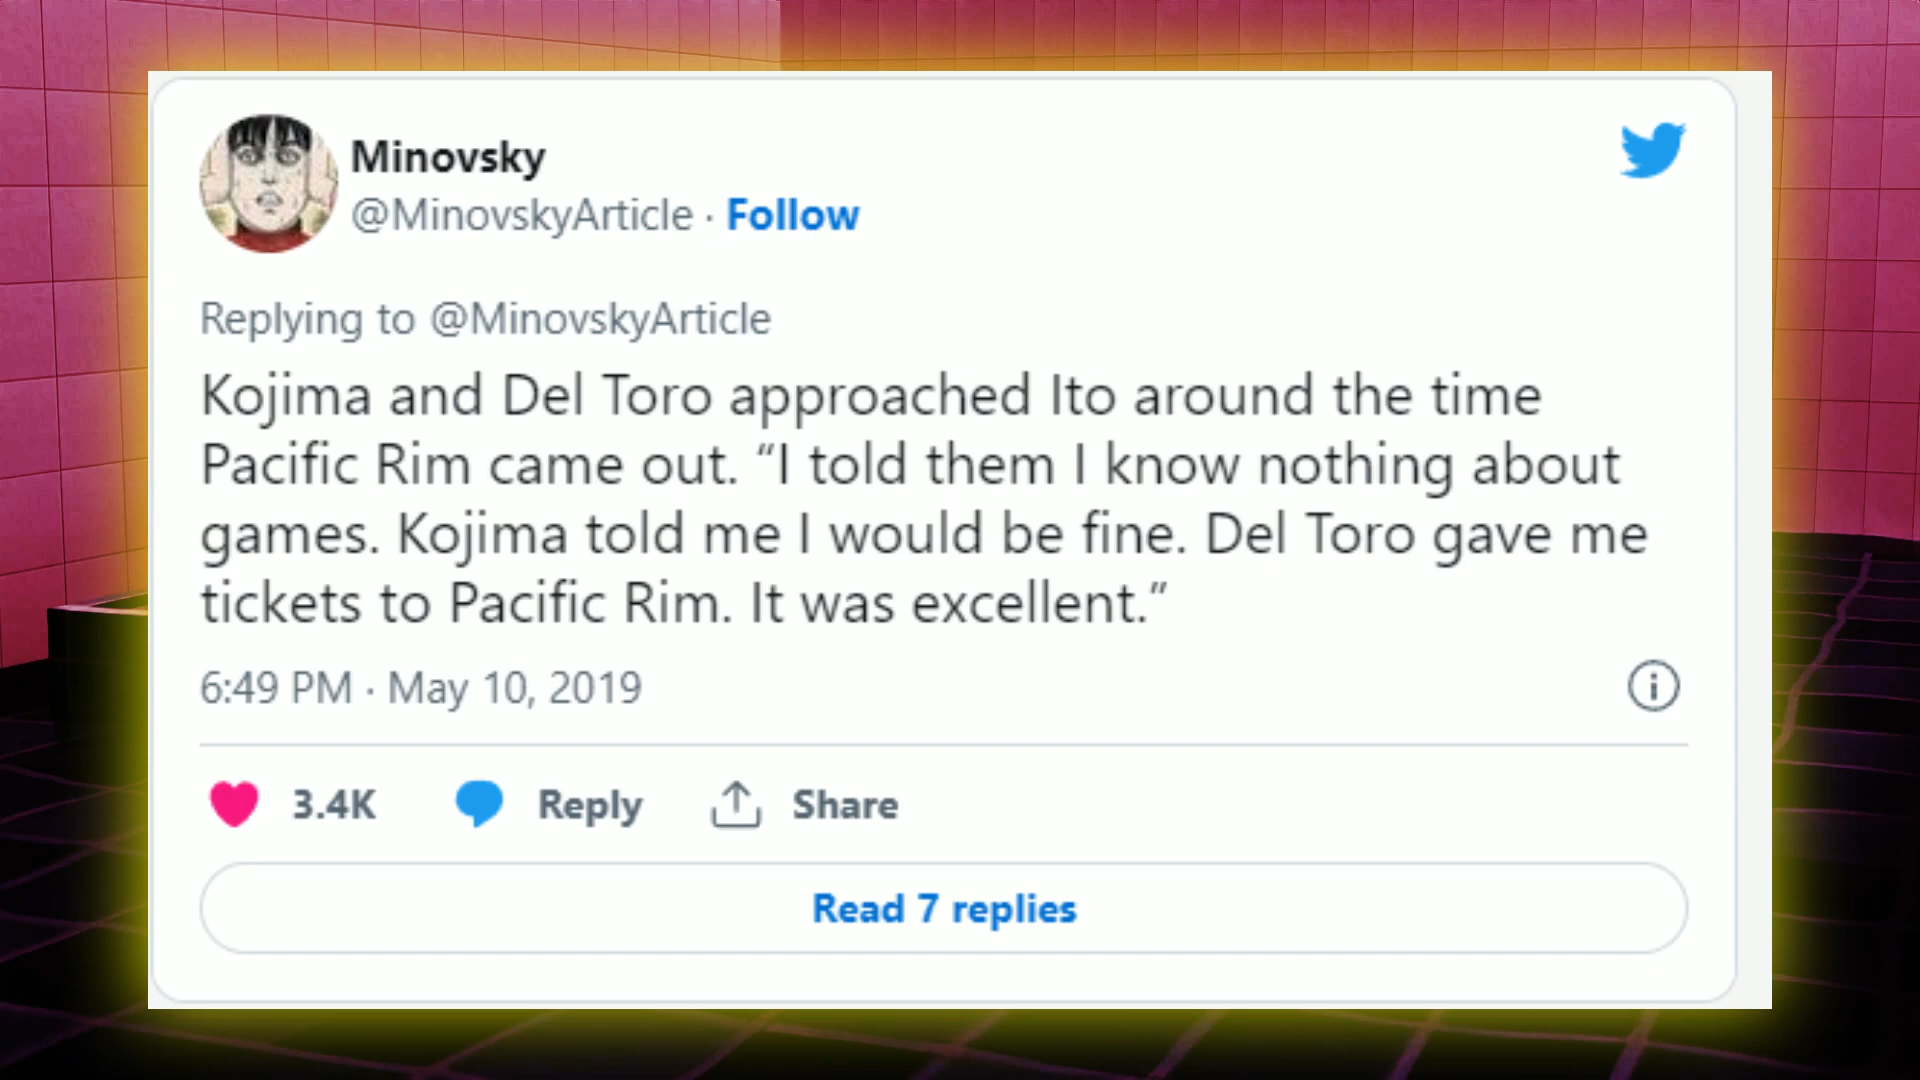 Minovsky
@MinovskyArticle · Follow
Replying to @MinovskyArticle
Kojima and Del Toro approached Ito around the time
Pacific Rim came out. “I told them I know nothing about
games. Kojima told me I would be fine. Del Toro gave me
tickets to Pacific Rim. It was excellent.”
6:49 PM · May 10, 2019
3.4K Reply Share
Read 7 replies